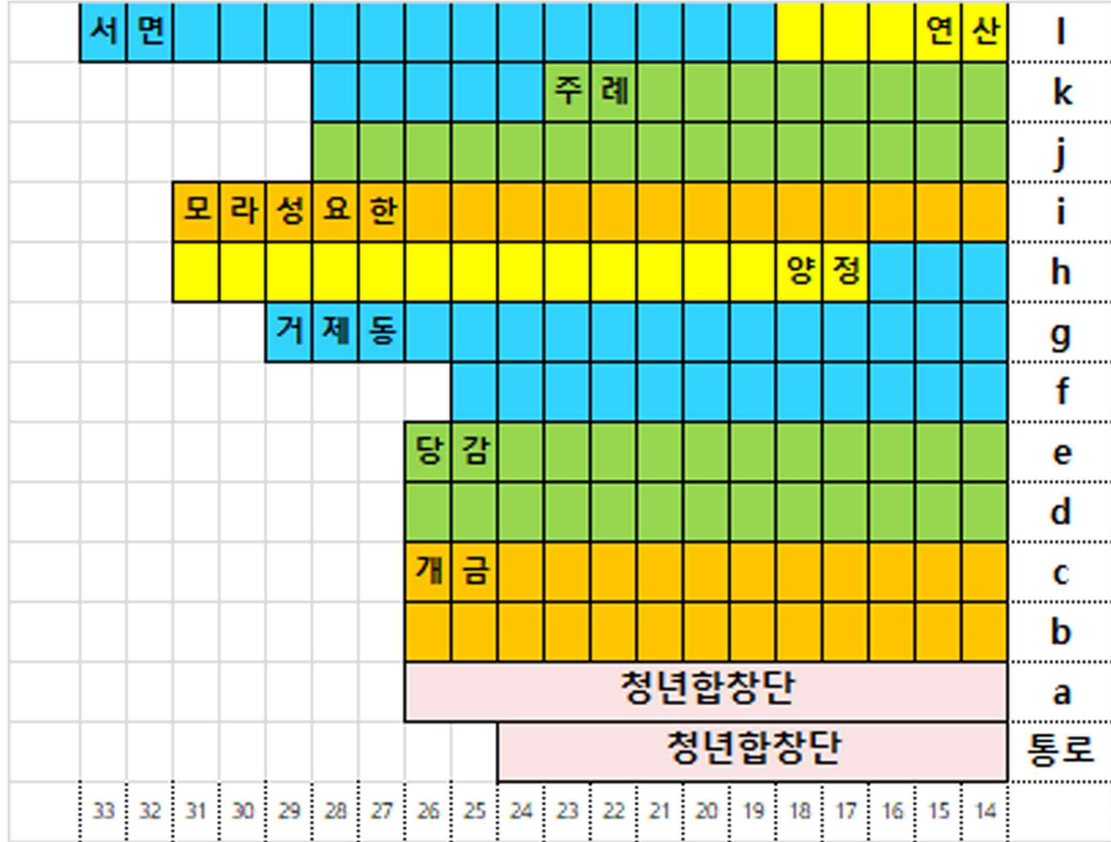 서면 연산 l
주례 k
j
모라성요한 i
양정 h
거제동 g
f
당감 e
d
개금 c
b
청년합창단 a
청년합창단 통로
33 32 31 30 29 28 27 26 25 24 23 22 21 20 19 18 17 16 15 14